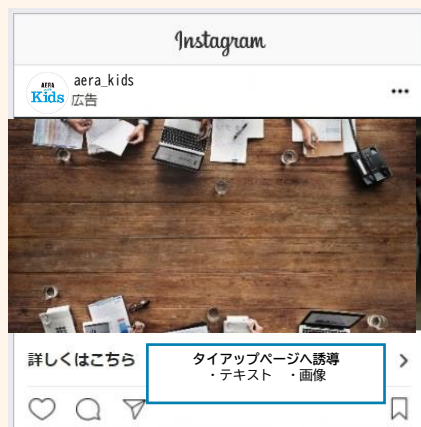 Instagram
AERA
Kids
aera_kids
広告
詳しくはこちら
タイアップページへ誘導
・テキスト ・画像